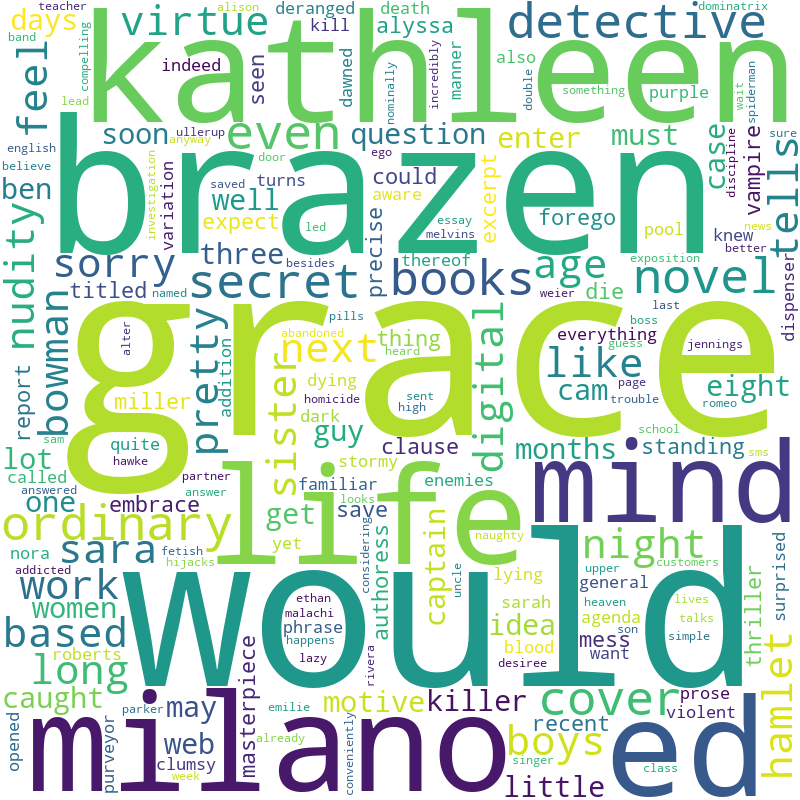 grace
would
brazen
kathleen
milano
life
mind
ed
virtue
detective
days
feel
deranged
death
kill
alyssa
dominatrix
teacher
alison
band
compelling
lead
indeed
seen
dawned
nominally
incredibly
manner
also
double
something
purple
wait
spiderman
english
believe
soon
ullerup
anyway
even
question
enter
must
case
discipline
vampire
sure
tells
ben
investigation
variation
door
ego
saved
turns
could
aware
excerpt
well
expect
led
essay
melvins
forego
pool
knew
news
better
nudity
sorry
three
besides
precise
thereof
age
exposition
titled
named
secret
books
weier
die
novel
dispenser
bowman
alter
pills
abandoned
heard
next
thing
digital
everything
boss
last
guess
jennings
report
pretty
addition
miller
sister
dying
homicide
dark
sent
high
like
cam
page
trouble
romeo
eight
sam
lot
quite
hawke
guy
clause
months
standing
school
sms
called
answered
partner
answer
stormy
familiar
looks
enemies
one
embrace
get
save
ordinary
yet
considering
naughty
night
upper
customers
nora
sara
fetish
hijacks
captain
lying
general
heaven
surprised
addicted
work
ethan
malachi
authoress
uncle
sarah
idea
agenda
lives
women
phrase
happens
blood
mess
talks
thriller
based
roberts
lazy
desiree
want
son
simple
long
masterpiece
rivera
caught
motive
killer
cover
prose
violent
hamlet
parker
may
emilie
recent
opened
purveyor
web
already
conveniently
boys
clumsy
week
singer
class
little